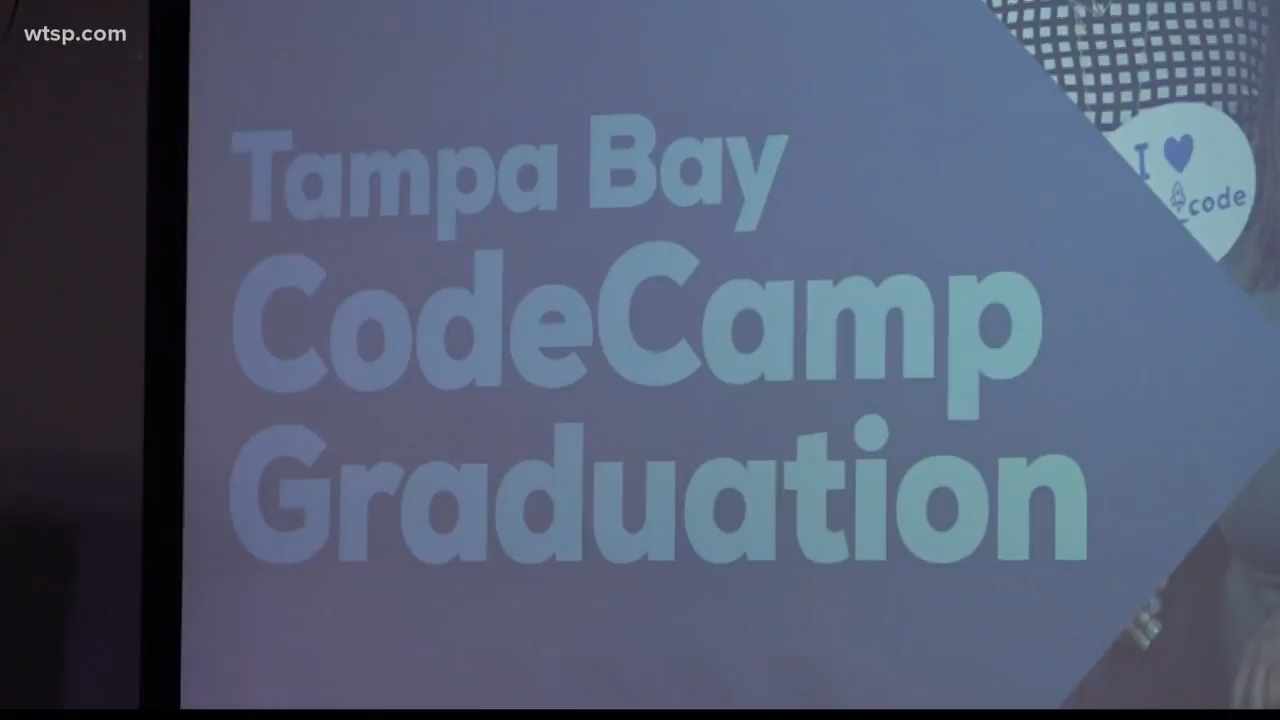 wtsp.com
Tampa Bay
CodeCamp
Graduation
I ♥
code